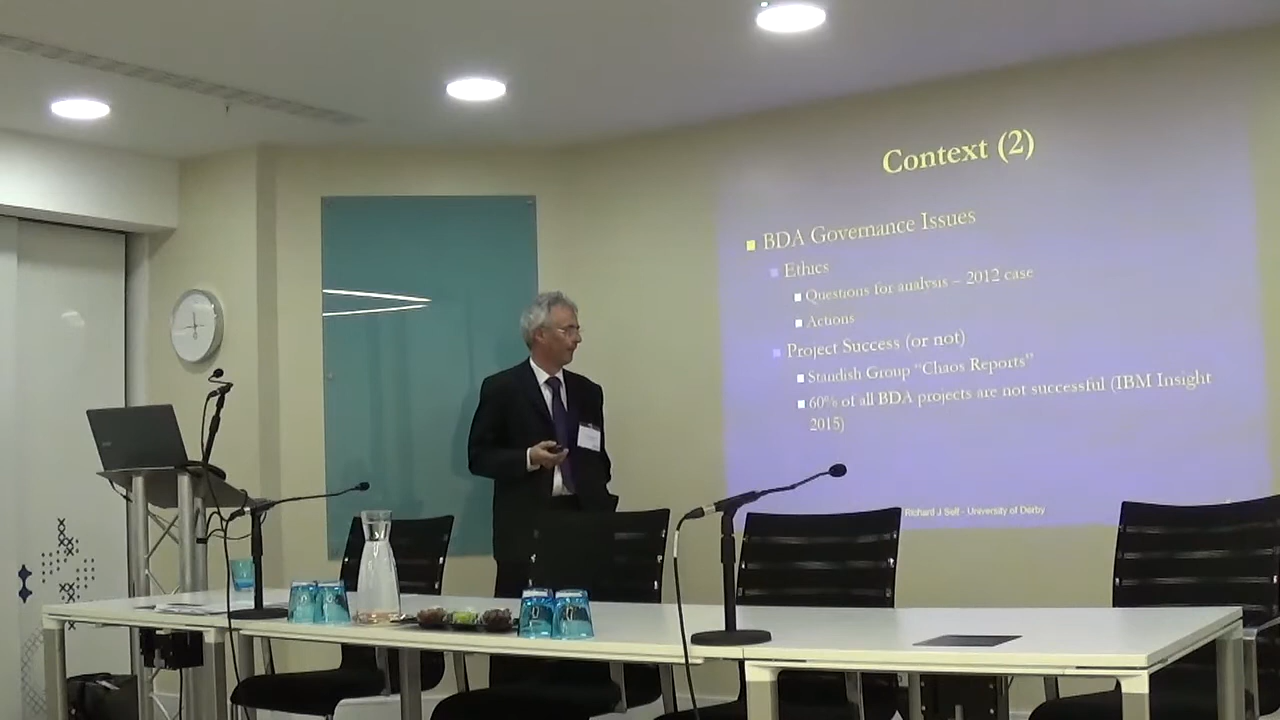 Context (2)
BDA Governance Issues
Ethics
Questions for analysis – 2012 case
Actions
Project Success (or not)
Standish Group “Chaos Reports”
60% of all BDA projects are not successful (IBM Insight
2015)
Richard J Self - University of Derby